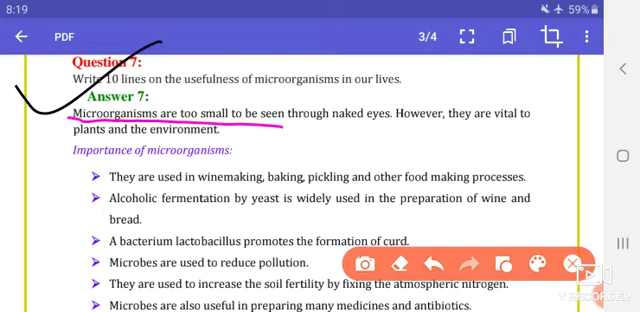 8:19
59%
PDF
3/4
Question 7:
Write 10 lines on the usefulness of microorganisms in our lives.
Answer 7:
Microorganisms are too small to be seen through naked eyes. However, they are vital to
plants and the environment.
Importance of microorganisms:
They are used in winemaking, baking, pickling and other food making processes.
Alcoholic fermentation by yeast is widely used in the preparation of wine and
bread.
A bacterium lactobacillus promotes the formation of curd.
Microbes are used to reduce pollution.
They are used to increase the soil fertility by fixing the atmospheric nitrogen.
Microbes are also useful in preparing many medicines and antibiotics.
V RECORDER